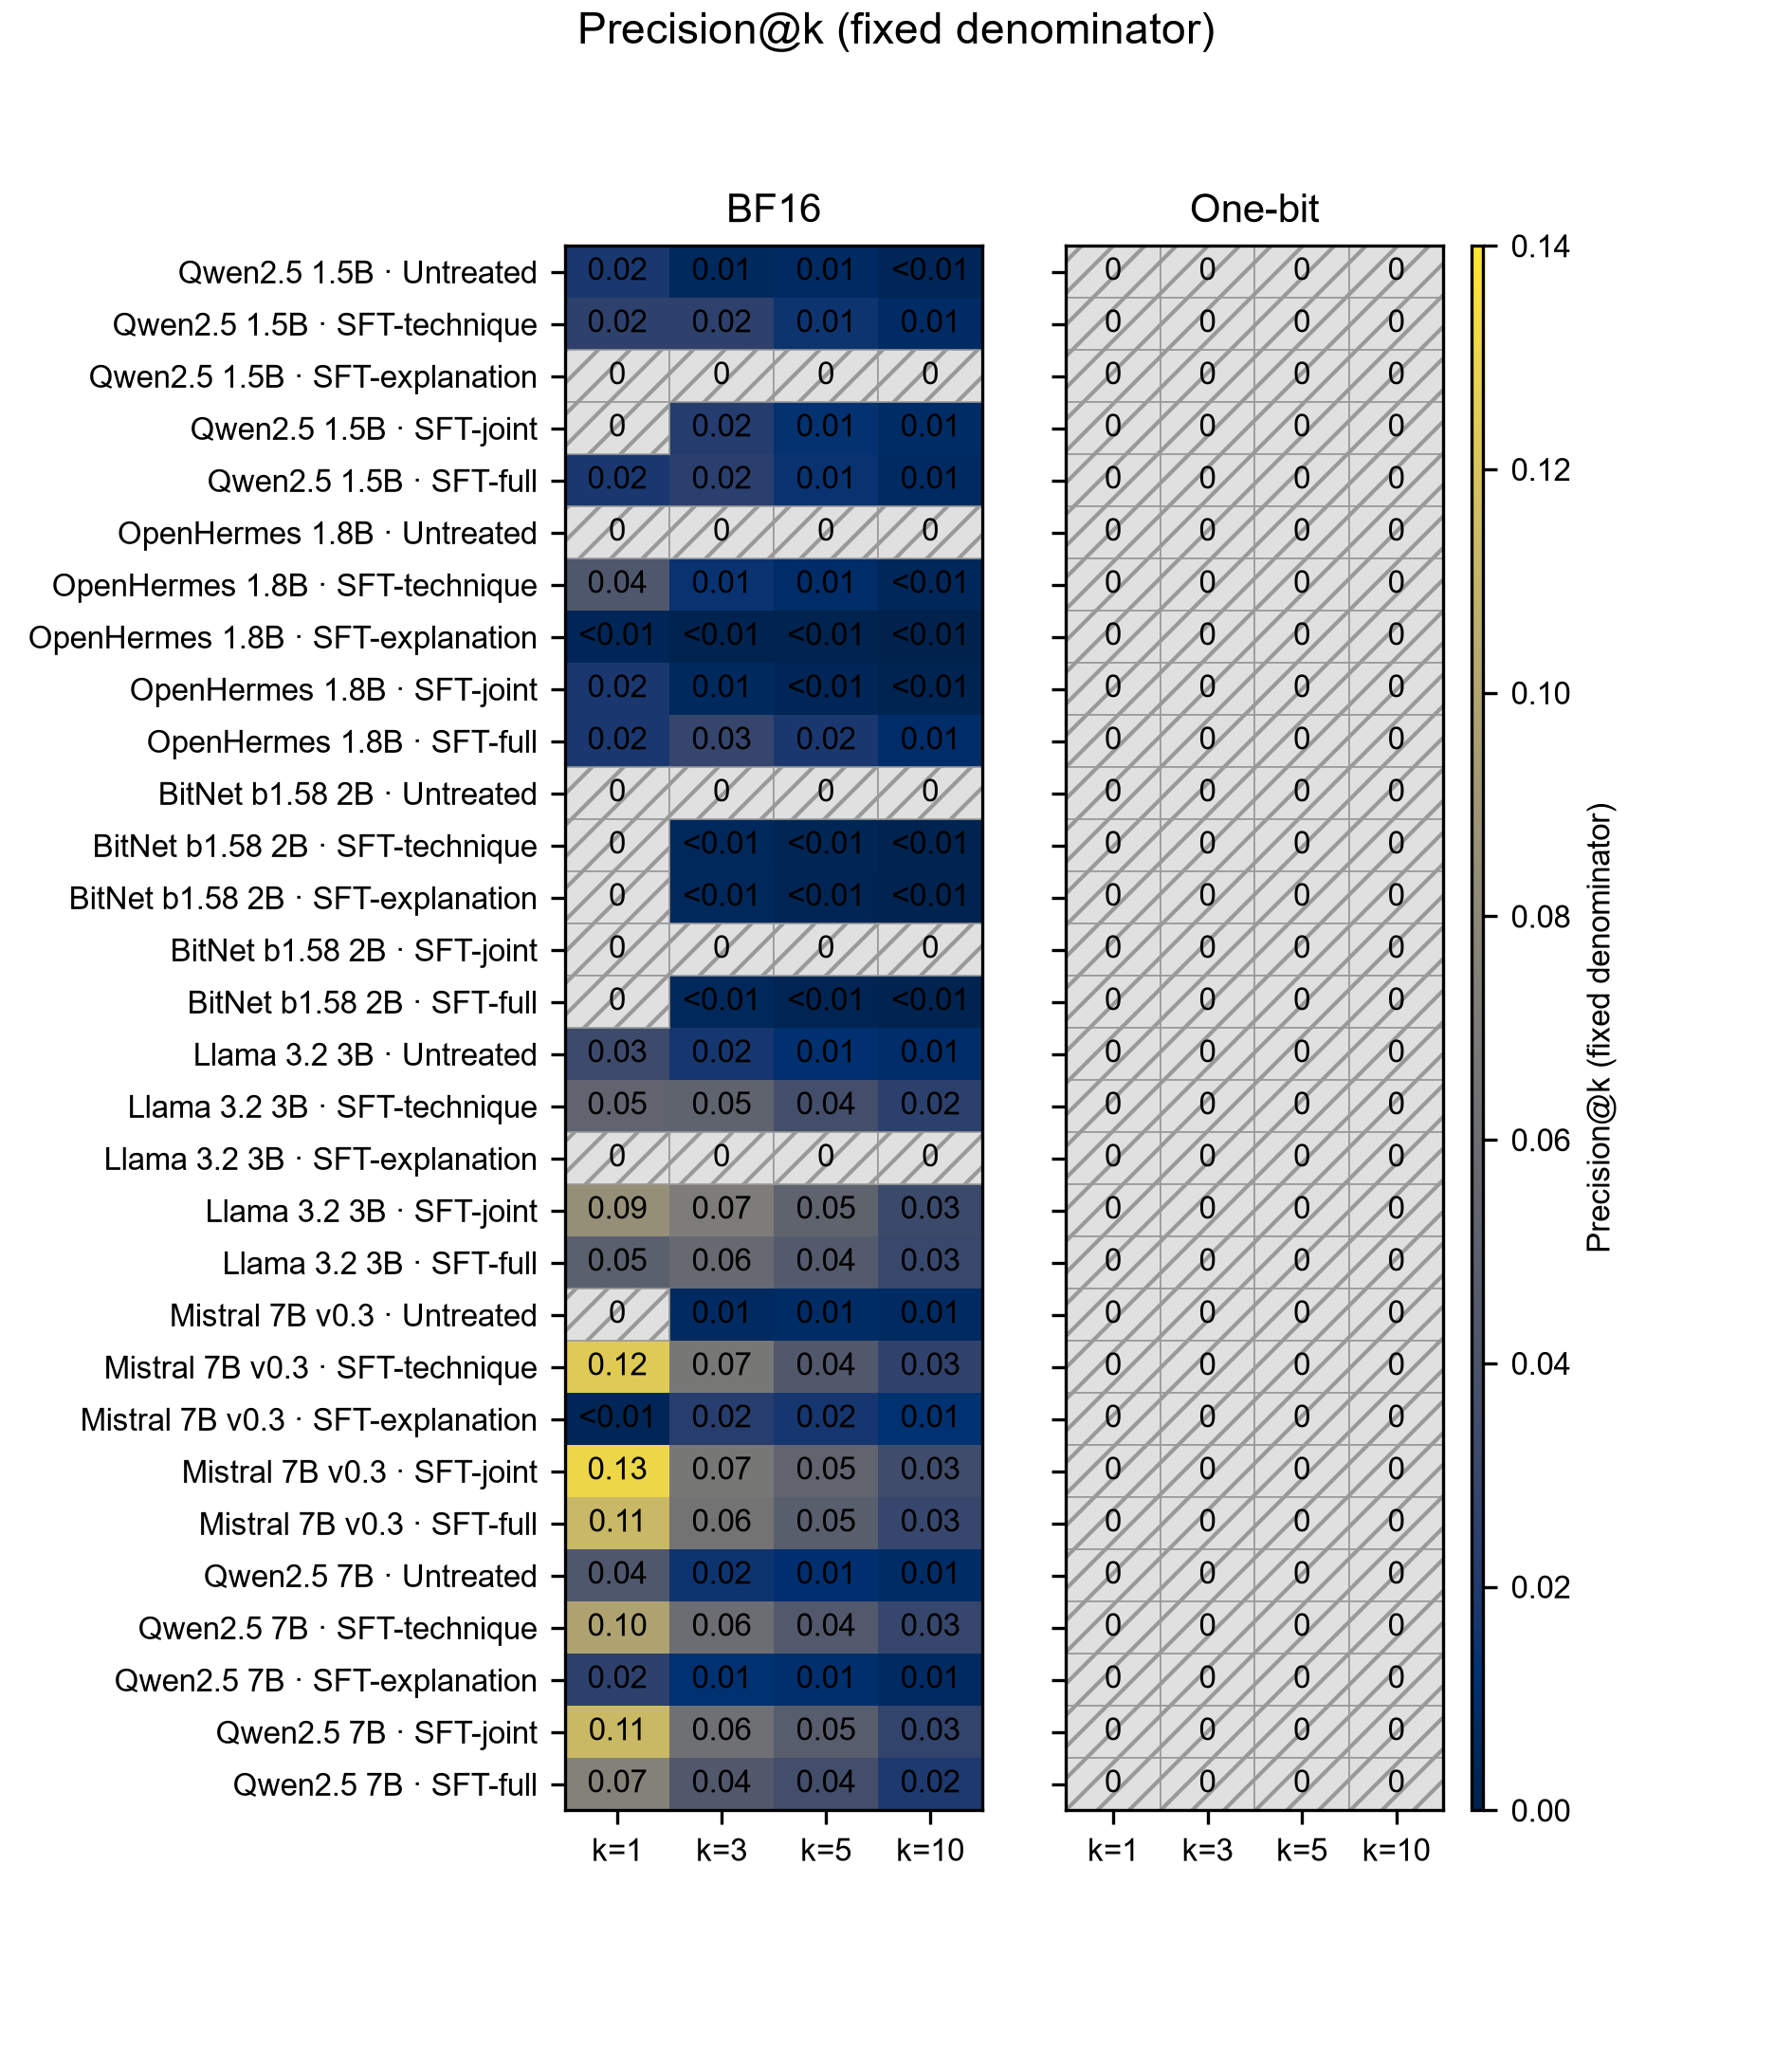 Precision@k (fixed denominator)
BF16 One-bit
Qwen2.5 1.5B · Untreated 0.02 0.01 0.01 <0.01 0 0 0 0 0.14
Qwen2.5 1.5B · SFT-technique 0.02 0.02 0.01 0.01 0 0 0 0
Qwen2.5 1.5B · SFT-explanation 0 0 0 0 0 0 0 0
Qwen2.5 1.5B · SFT-joint 0 0.02 0.01 0.01 0 0 0 0
Qwen2.5 1.5B · SFT-full 0.02 0.02 0.01 0.01 0 0 0 0 0.12
OpenHermes 1.8B · Untreated 0 0 0 0 0 0 0 0
OpenHermes 1.8B · SFT-technique 0.04 0.01 0.01 <0.01 0 0 0 0
OpenHermes 1.8B · SFT-explanation <0.01 <0.01 <0.01 <0.01 0 0 0 0
OpenHermes 1.8B · SFT-joint 0.02 0.01 <0.01 <0.01 0 0 0 0 0.10
OpenHermes 1.8B · SFT-full 0.02 0.03 0.02 0.01 0 0 0 0
BitNet b1.58 2B · Untreated 0 0 0 0 0 0 0 0
BitNet b1.58 2B · SFT-technique 0 <0.01 <0.01 <0.01 0 0 0 0
BitNet b1.58 2B · SFT-explanation 0 <0.01 <0.01 <0.01 0 0 0 0 0.08
BitNet b1.58 2B · SFT-joint 0 0 0 0 0 0 0 0
BitNet b1.58 2B · SFT-full 0 <0.01 <0.01 <0.01 0 0 0 0
Llama 3.2 3B · Untreated 0.03 0.02 0.01 0.01 0 0 0 0
Llama 3.2 3B · SFT-technique 0.05 0.05 0.04 0.02 0 0 0 0
Llama 3.2 3B · SFT-explanation 0 0 0 0 0 0 0 0 0.06
Llama 3.2 3B · SFT-joint 0.09 0.07 0.05 0.03 0 0 0 0
Llama 3.2 3B · SFT-full 0.05 0.06 0.04 0.03 0 0 0 0
Mistral 7B v0.3 · Untreated 0 0.01 0.01 0.01 0 0 0 0
Mistral 7B v0.3 · SFT-technique 0.12 0.07 0.04 0.03 0 0 0 0 0.04
Mistral 7B v0.3 · SFT-explanation <0.01 0.02 0.02 0.01 0 0 0 0
Mistral 7B v0.3 · SFT-joint 0.13 0.07 0.05 0.03 0 0 0 0
Mistral 7B v0.3 · SFT-full 0.11 0.06 0.05 0.03 0 0 0 0
Qwen2.5 7B · Untreated 0.04 0.02 0.01 0.01 0 0 0 0 0.02
Qwen2.5 7B · SFT-technique 0.10 0.06 0.04 0.03 0 0 0 0
Qwen2.5 7B · SFT-explanation 0.02 0.01 0.01 0.01 0 0 0 0
Qwen2.5 7B · SFT-joint 0.11 0.06 0.05 0.03 0 0 0 0
Qwen2.5 7B · SFT-full 0.07 0.04 0.04 0.02 0 0 0 0 0.00
k=1 k=3 k=5 k=10 k=1 k=3 k=5 k=10
Precision@k (fixed denominator)